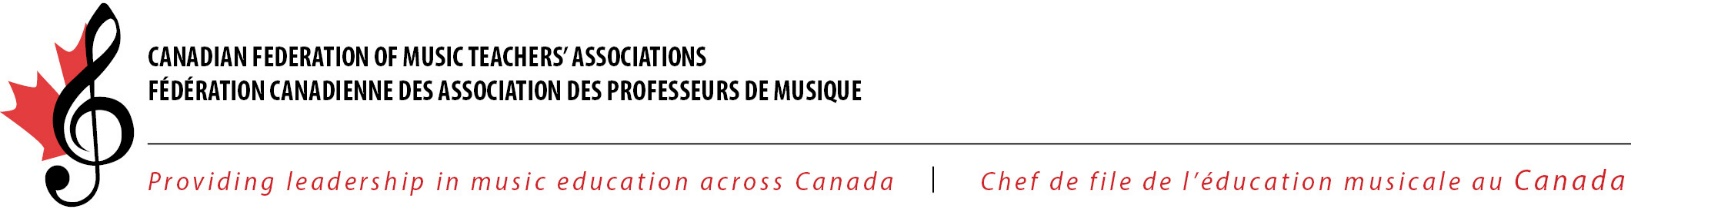 CANADIAN FEDERATION OF MUSIC TEACHERS’ ASSOCIATIONS
FÉDÉRATION CANADIENNE DES ASSOCIATION DES PROFESSEURS DE MUSIQUE
Providing leadership in music education across Canada | Chef de file de l’éducation musicale au Canada